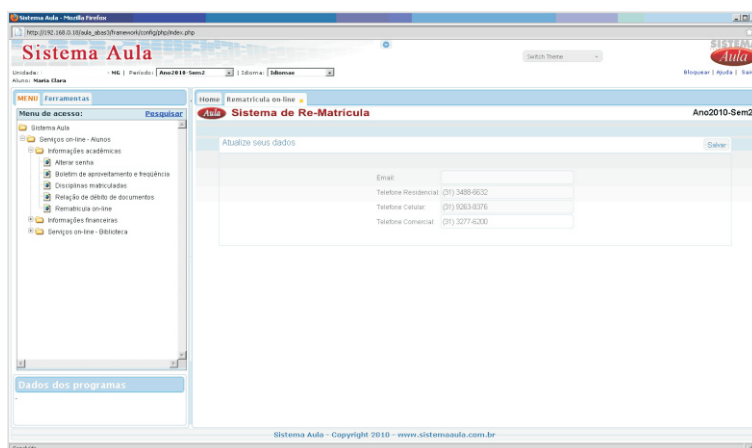 Sistema Aula - Mozilla Firefox
http://192.168.0.10/aula_abas3/framework/config/php/index.php
Sistema Aula
Switch Theme
SISTEMA
Aula
Unidade: - MG | Período: Ano2010-Sem2 | Idioma: Idiomas
Bloquear | Ajuda | Sair
Aluno: Maria Clara
MENU Ferramentas
Home Rematrícula on-line
Menu de acesso: Pesquisar
Aula Sistema de Re-Matrícula Ano2010-Sem2
Sistema Aula
Serviços on-line - Alunos
Informações acadêmicas
Alterar senha
Boletim de aproveitamento e freqüência
Disciplinas matriculadas
Relação de débito de documentos
Rematrícula on-line
Informações financeiras
Serviços on-line - Biblioteca
Atualize seus dados
Salvar
Email:
Telefone Residencial: (31) 3488-6632
Telefone Celular: (31) 9263-8376
Telefone Comercial: (31) 3277-6200
Dados dos programas
Sistema Aula - Copyright 2010 - www.sistemaaula.com.br